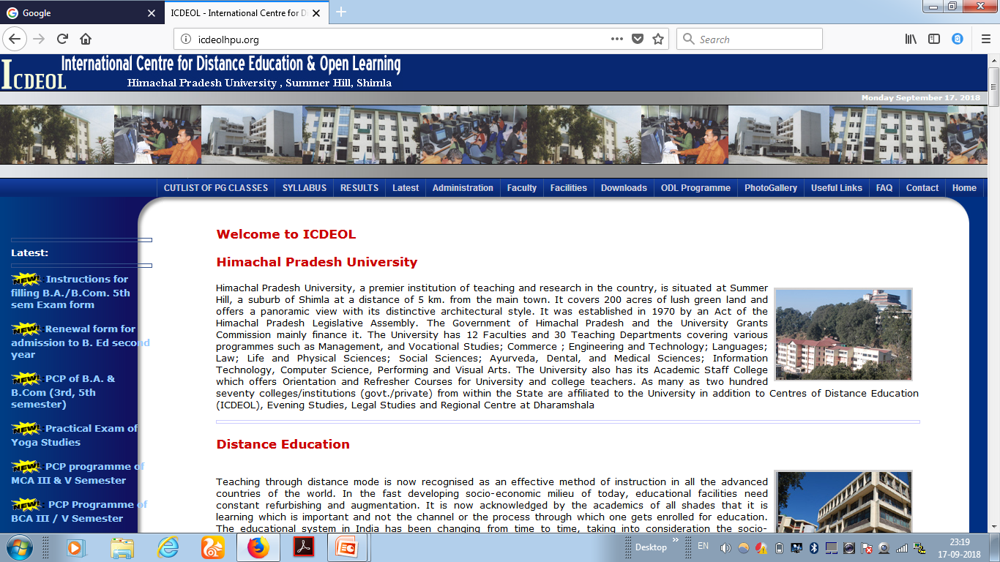 Google
ICDEOL - International Centre for D
icdeolhpu.org
Search
ICDEOL
International Centre for Distance Education & Open Learning
Himachal Pradesh University , Summer Hill, Shimla
Monday September 17. 2018
CUTLIST OF PG CLASSES SYLLABUS RESULTS Latest Administration Faculty Facilities Downloads ODL Programme PhotoGallery Useful Links FAQ Contact Home
Latest:
NEW! Instructions for
filling B.A./B.Com. 5th
sem Exam form
NEW! Renewal form for
admission to B. Ed second
year
NEW! PCP of B.A. &
B.Com (3rd, 5th
semester)
NEW! Practical Exam of
Yoga Studies
NEW! PCP programme of
MCA III & V Semester
NEW! PCP Programme of
BCA III / V Semester
Welcome to ICDEOL
Himachal Pradesh University
Himachal Pradesh University, a premier institution of teaching and research in the country, is situated at Summer
Hill, a suburb of Shimla at a distance of 5 km. from the main town. It covers 200 acres of lush green land and
offers a panoramic view with its distinctive architectural style. It was established in 1970 by an Act of the
Himachal Pradesh Legislative Assembly. The Government of Himachal Pradesh and the University Grants
Commission mainly finance it. The University has 12 Faculties and 30 Teaching Departments covering various
programmes such as Management, and Vocational Studies; Commerce ; Engineering and Technology; Languages;
Law; Life and Physical Sciences; Social Sciences; Ayurveda, Dental, and Medical Sciences; Information
Technology, Computer Science, Performing and Visual Arts. The University also has its Academic Staff College
which offers Orientation and Refresher Courses for University and college teachers. As many as two hundred
seventy colleges/institutions (govt./private) from within the State are affiliated to the University in addition to Centres of Distance Education
(ICDEOL), Evening Studies, Legal Studies and Regional Centre at Dharamshala
Distance Education
Teaching through distance mode is now recognised as an effective method of instruction in all the advanced
countries of the world. In the fast developing socio-economic milieu of today, educational facilities need
constant refurbishing and augmentation. It is now acknowledged by the academics of all shades that it is
learning which is important and not the channel or the process through which one gets enrolled for education.
The educational system in India has been changing from time to time, taking into consideration the socio-
Desktop
EN
23:19
17-09-2018